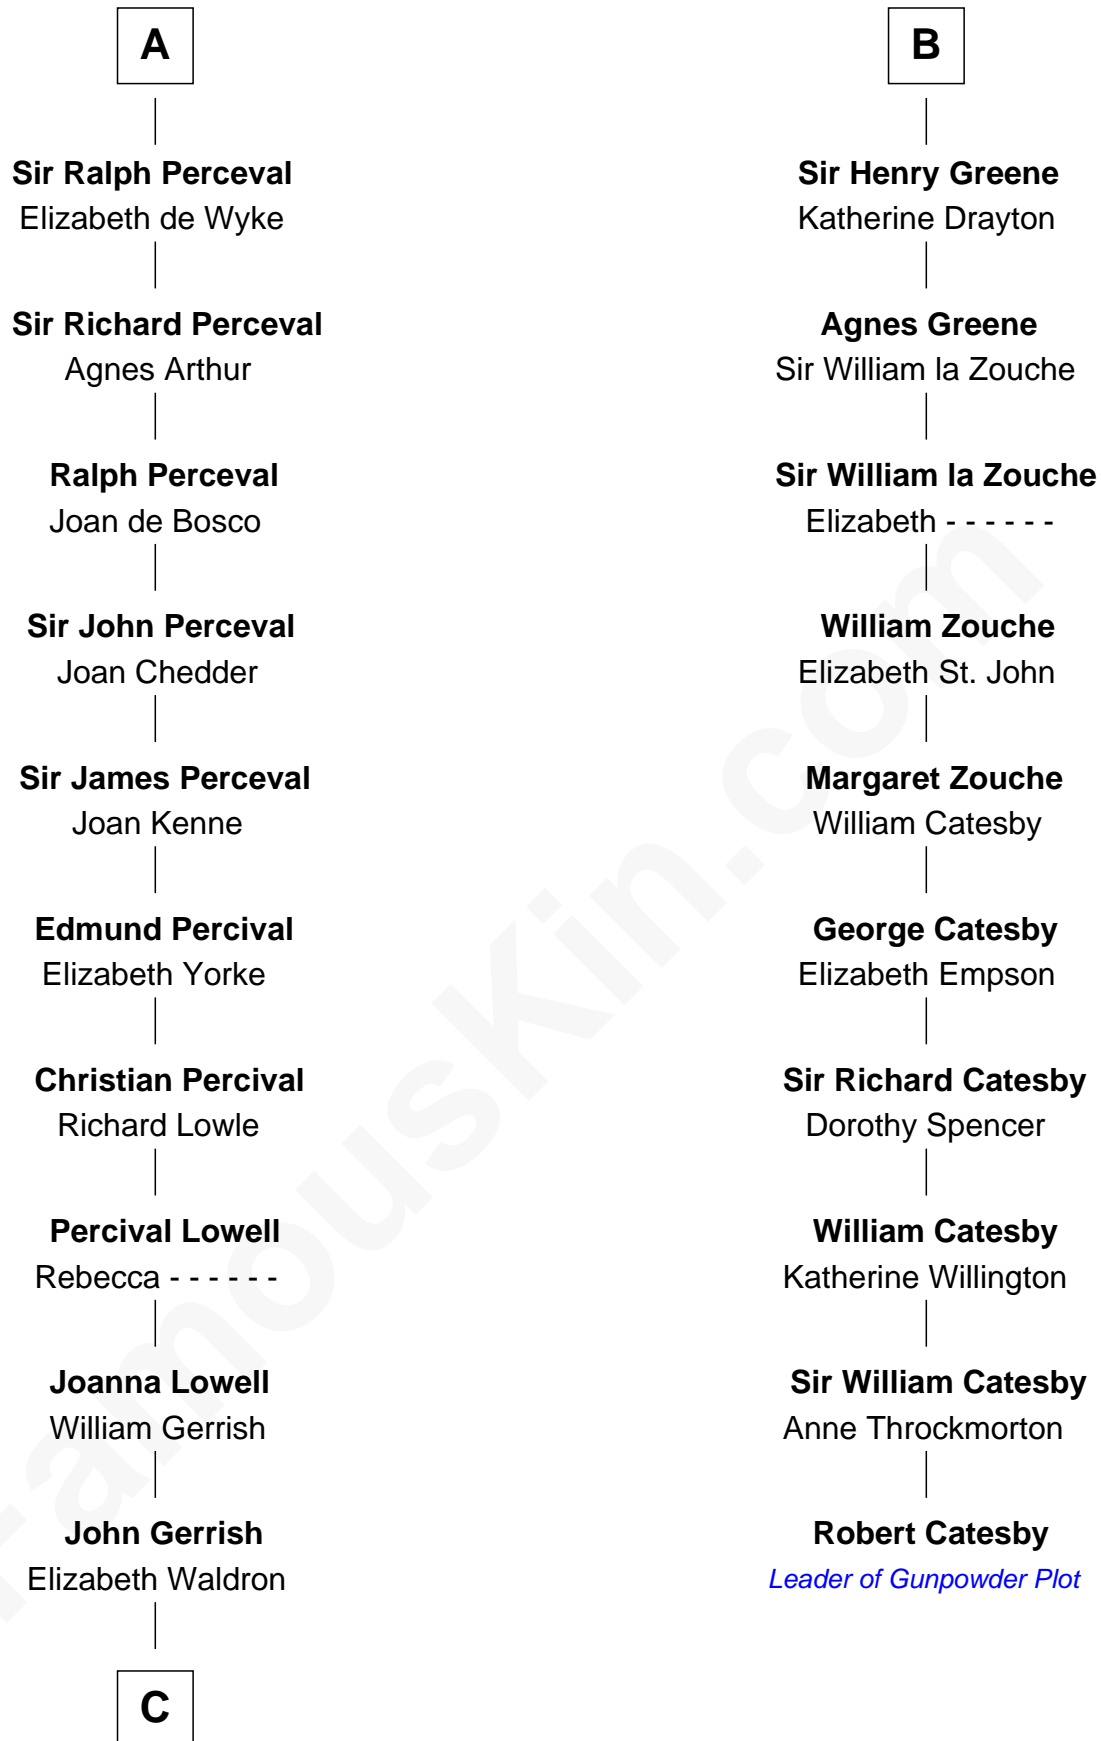 A
Sir Ralph Perceval
Elizabeth de Wyke
Sir Richard Perceval
Agnes Arthur
Ralph Perceval
Joan de Bosco
Sir John Perceval
Joan Chedder
Sir James Perceval
Joan Kenne
Edmund Percival
Elizabeth Yorke
Christian Percival
Richard Lowle
Percival Lowell
Rebecca - - - - - -
Joanna Lowell
William Gerrish
John Gerrish
Elizabeth Waldron
C
B
Sir Henry Greene
Katherine Drayton
Agnes Greene
Sir William la Zouche
Sir William la Zouche
Elizabeth - - - - - -
William Zouche
Elizabeth St. John
Margaret Zouche
William Catesby
George Catesby
Elizabeth Empson
Sir Richard Catesby
Dorothy Spencer
William Catesby
Katherine Willington
Sir William Catesby
Anne Throckmorton
Robert Catesby
Leader of Gunpowder Plot
FamousKin.com